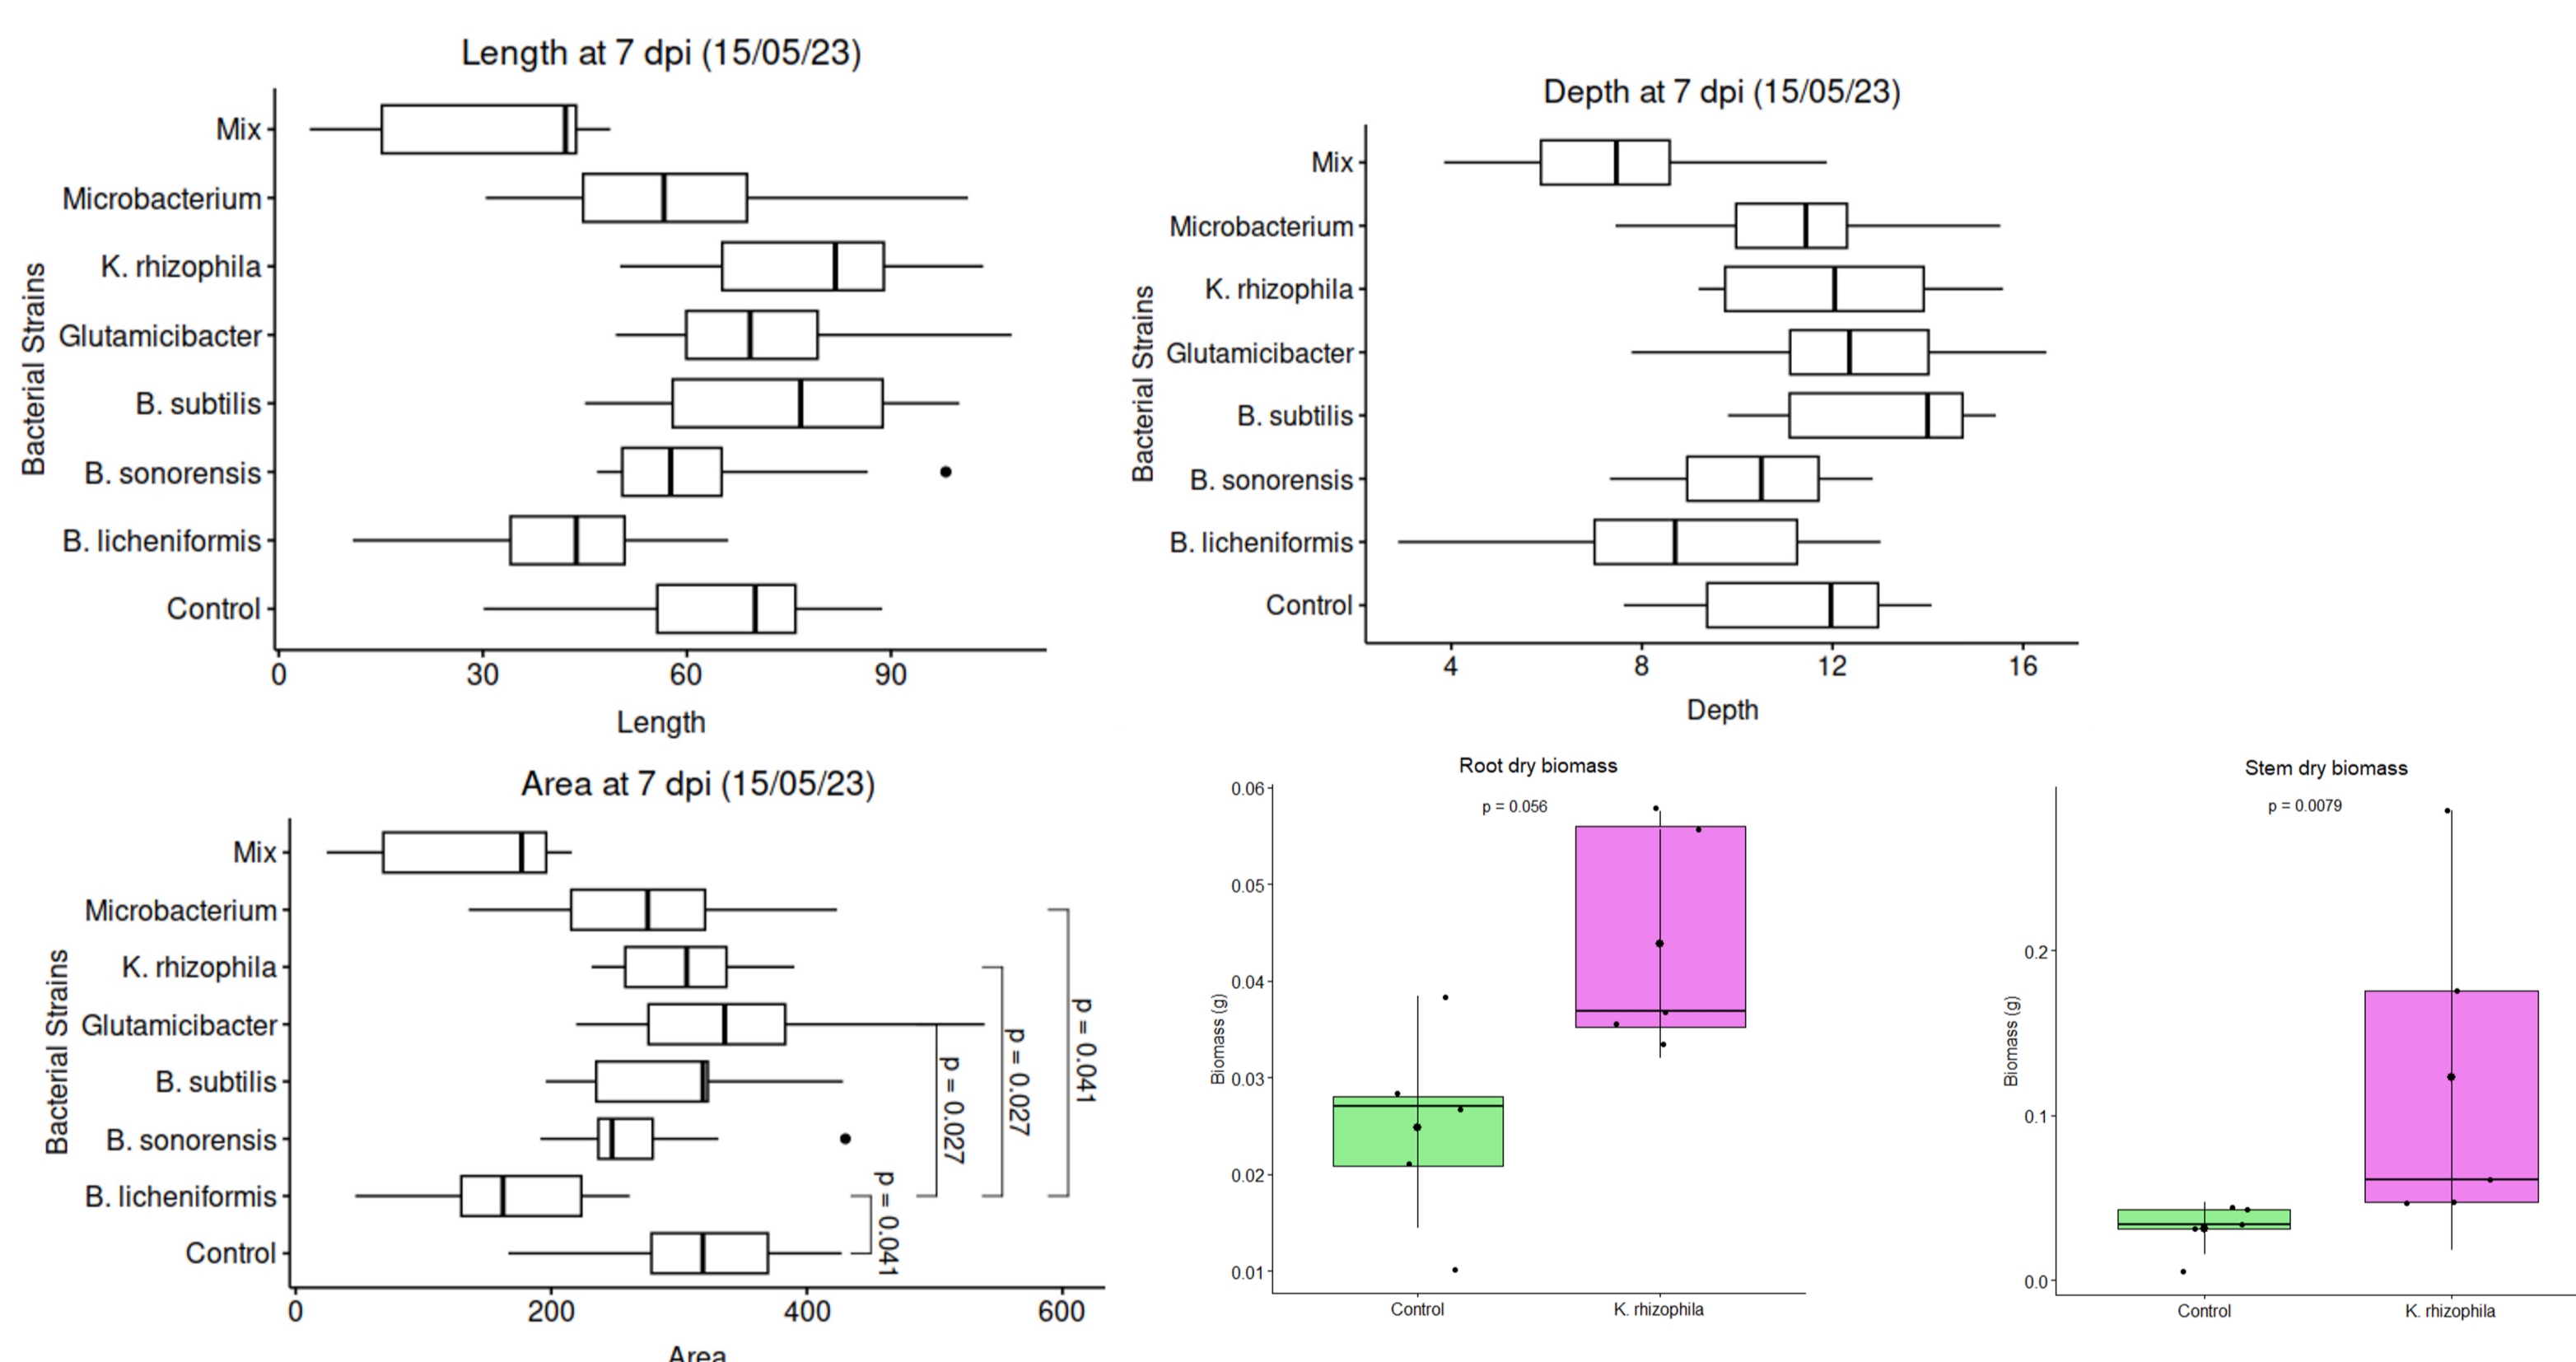 Length at 7 dpi (15/05/23)
Bacterial Strains
Mix
Microbacterium
K. rhizophila
Glutamicibacter
B. subtilis
B. sonorensis
B. licheniformis
Control
0 30 60 90
Length
Depth at 7 dpi (15/05/23)
Bacterial Strains
Mix
Microbacterium
K. rhizophila
Glutamicibacter
B. subtilis
B. sonorensis
B. licheniformis
Control
4 8 12 16
Depth
Area at 7 dpi (15/05/23)
Bacterial Strains
Mix
Microbacterium
K. rhizophila
Glutamicibacter
B. subtilis
B. sonorensis
B. licheniformis
Control
p = 0.041
p = 0.027
p = 0.027
p = 0.041
0 200 400 600
Area
Root dry biomass
p = 0.056
Biomass (g)
0.06
0.05
0.04
0.03
0.02
0.01
Control K. rhizophila
Stem dry biomass
p = 0.0079
Biomass (g)
0.2
0.1
0.0
Control K. rhizophila